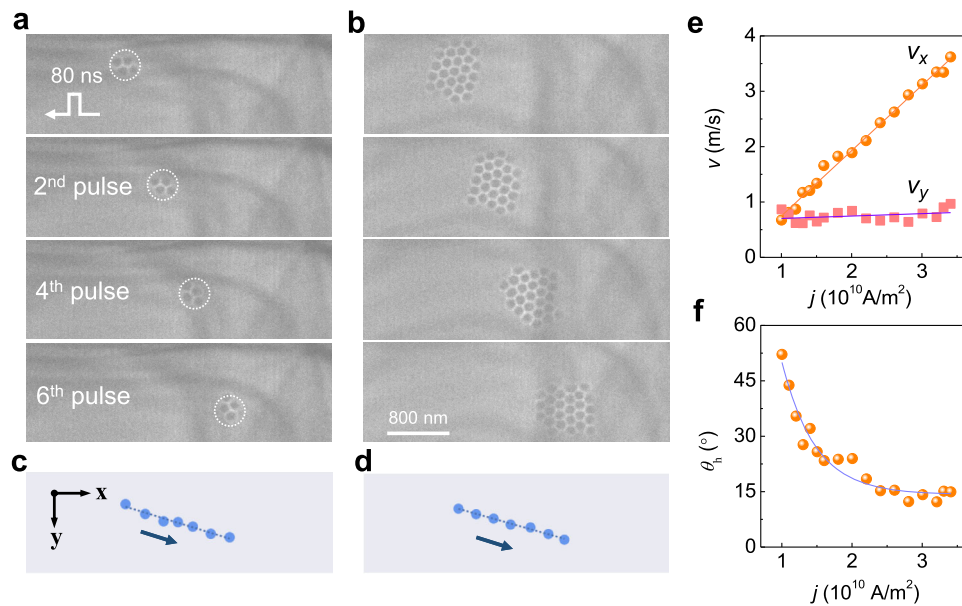 a
80 ns
2nd pulse
4th pulse
6th pulse
b
800 nm
c
x
y
d
e
4
3
2
1
0
v (m/s)
vx
vy
1
2
3
j (10^10 A/m^2)
f
60
45
30
15
0
θh (°)
1
2
3
j (10^10 A/m^2)